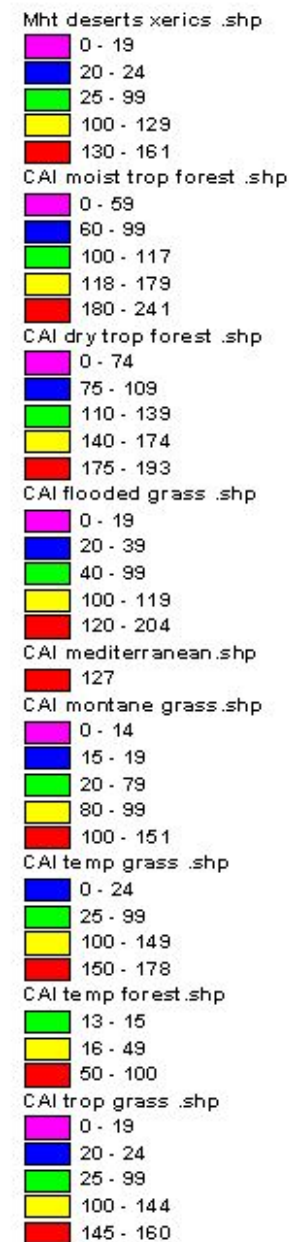 Mht deserts xerics .shp
0 - 19
20 - 24
25 - 99
100 - 129
130 - 161
CAI moist trop forest .shp
0 - 59
60 - 99
100 - 117
118 - 179
180 - 241
CAI dry trop forest .shp
0 - 74
75 - 109
110 - 139
140 - 174
175 - 193
CAI flooded grass .shp
0 - 19
20 - 39
40 - 99
100 - 119
120 - 204
CAI mediterranean.shp
127
CAI montane grass.shp
0 - 14
15 - 19
20 - 79
80 - 99
100 - 151
CAI temp grass .shp
0 - 24
25 - 99
100 - 149
150 - 178
CAI temp forest.shp
13 - 15
16 - 49
50 - 100
CAI trop grass .shp
0 - 19
20 - 24
25 - 99
100 - 144
145 - 160